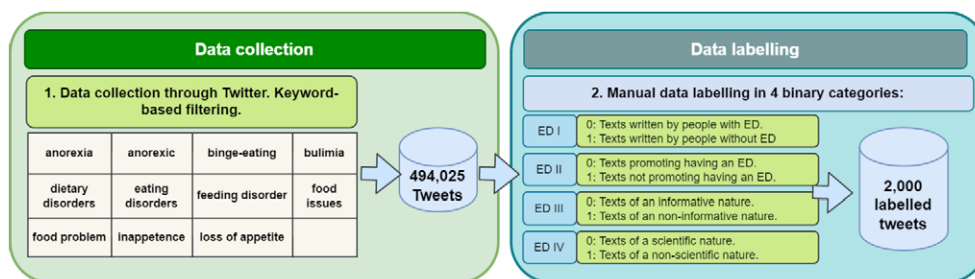 Data collection
1. Data collection through Twitter. Keyword-
based filtering.
anorexia anorexic binge-eating bulimia
dietary disorders eating disorders feeding disorder food issues
food problem inappetence loss of appetite
494,025
Tweets
Data labelling
2. Manual data labelling in 4 binary categories:
ED I
0: Texts written by people with ED.
1: Texts written by people without ED
ED II
0: Texts promoting having an ED.
1: Texts not promoting having an ED.
ED III
0: Texts of an informative nature.
1: Texts of an non-informative nature.
ED IV
0: Texts of a scientific nature.
1: Texts of a non-scientific nature.
2,000
labelled
tweets